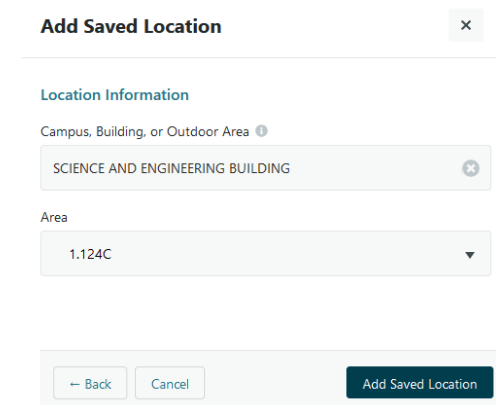 Add Saved Location
×
Location Information
Campus, Building, or Outdoor Area
SCIENCE AND ENGINEERING BUILDING
Area
1.124C
← Back Cancel Add Saved Location